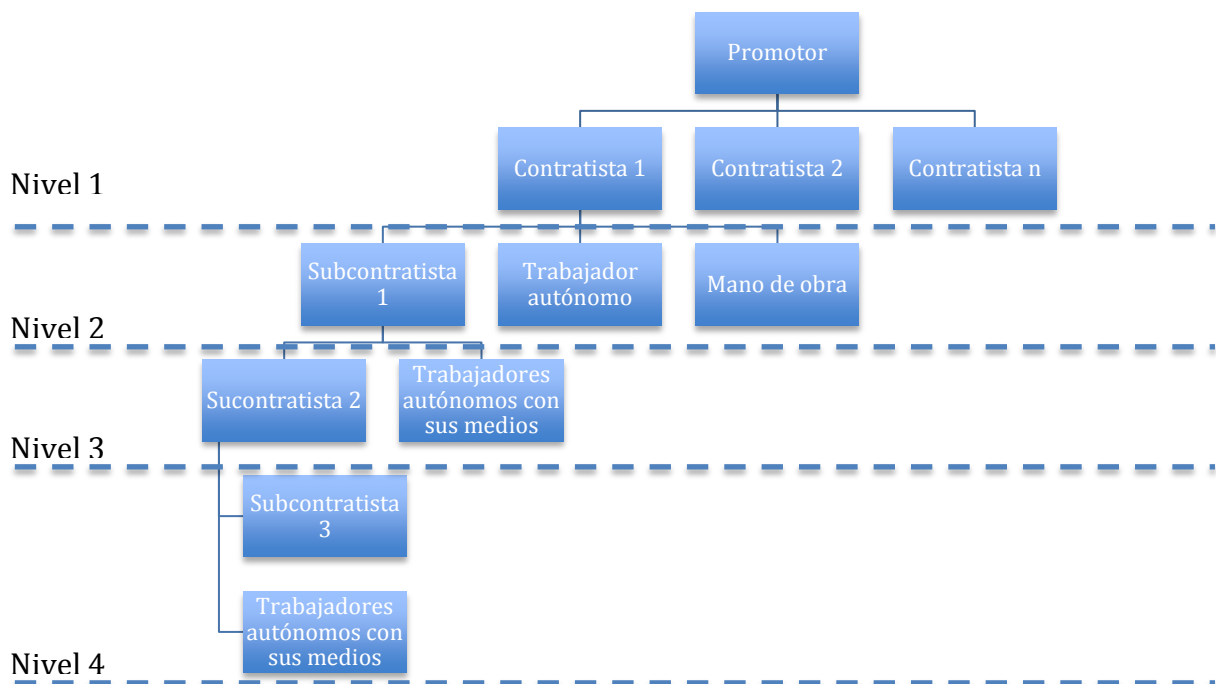 Promotor
Contratista 1
Contratista 2
Contratista n
Nivel 1
Subcontratista
1
Trabajador
autónomo
Mano de obra
Nivel 2
Sucontratista 2
Trabajadores
autónomos con
sus medios
Nivel 3
Subcontratista
3
Trabajadores
autónomos con
sus medios
Nivel 4